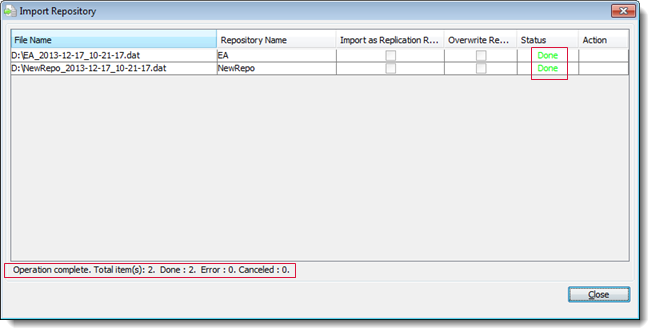 Import Repository
File Name Repository Name Import as Replication R... Overwrite Re... Status Action
D:\EA_2013-12-17_10-21-17.dat EA Done
D:\NewRepo_2013-12-17_10-21-17.dat NewRepo Done
Operation complete. Total item(s): 2. Done : 2. Error : 0. Canceled : 0.
Close